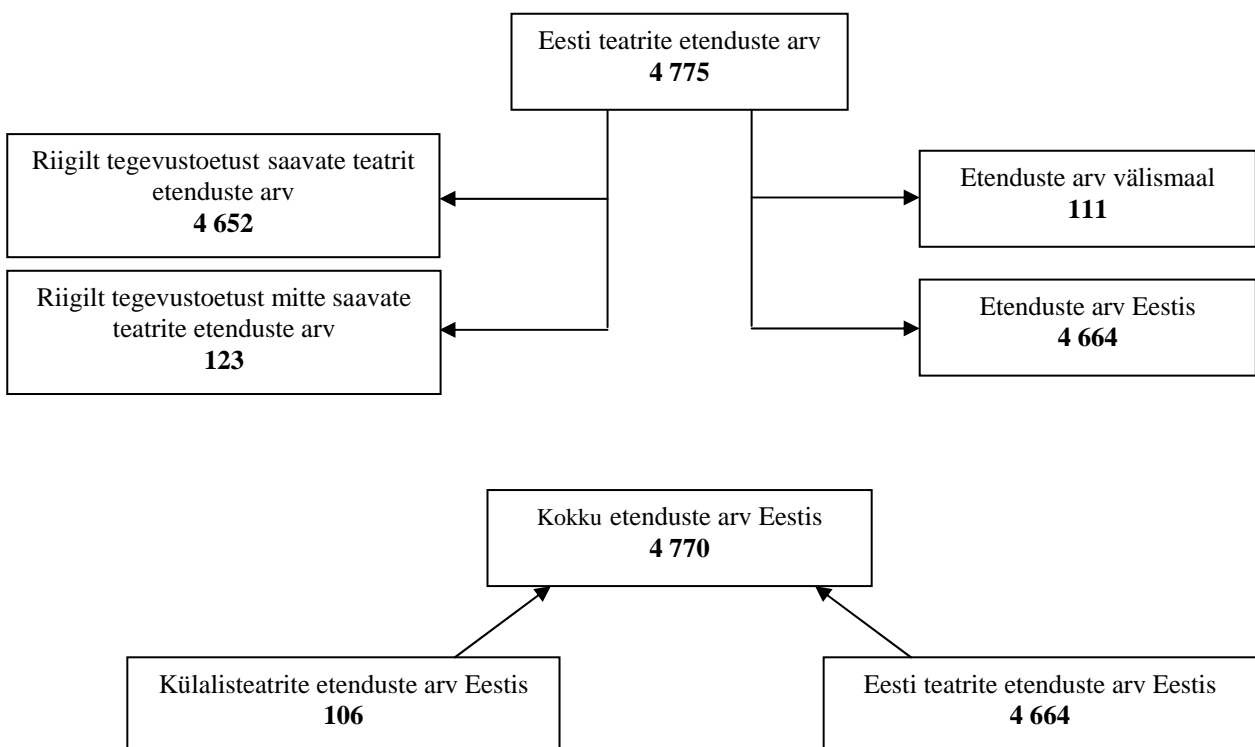 Eesti teatrite etenduste arv
4 775
Riigilt tegevustoetust saavate teatrit
etenduste arv
4 652
Etenduste arv välismaal
111
Riigilt tegevustoetust mitte saavate
teatrite etenduste arv
123
Etenduste arv Eestis
4 664
Kokku etenduste arv Eestis
4 770
Külalisteatrite etenduste arv Eestis
106
Eesti teatrite etenduste arv Eestis
4 664